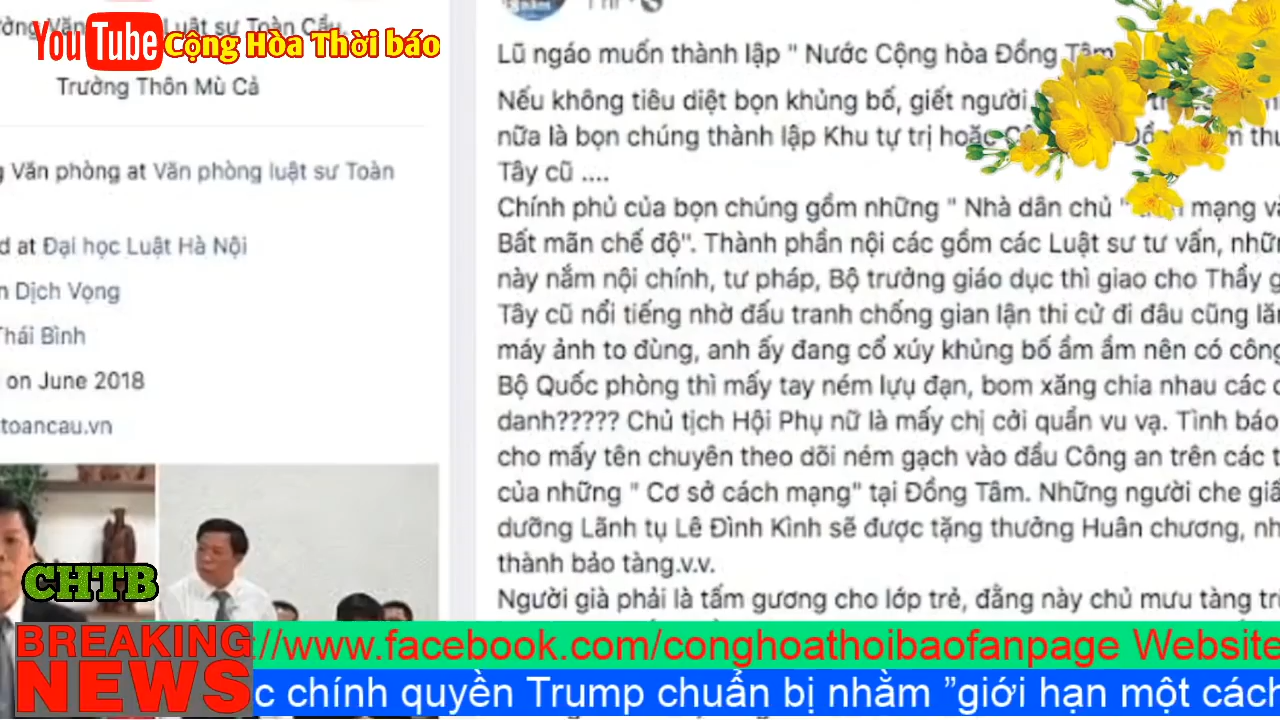 Văn Luật sư Toàn Cầu
YouTube Cộng Hòa Thời báo
Trường Thôn Mù Cả
Văn phòng at Văn phòng luật sư Toàn
at Đại học Luật Hà Nội
Dịch Vọng
Thái Bình
on June 2018
toancau.vn
1 hr
Lũ ngáo muốn thành lập " Nước Cộng hòa Đồng Tâm
Nếu không tiêu diệt bọn khủng bố, giết người
nữa là bọn chúng thành lập Khu tự trị hoặc
Tây cũ ....
Chính phủ của bọn chúng gồm những " Nhà dân chủ " mạng
Bất mãn chế độ". Thành phần nội các gồm các Luật sư tư vấn,
này nắm nội chính, tư pháp, Bộ trưởng giáo dục thì giao cho Thầy
Tây cũ nổi tiếng nhờ đấu tranh chống gian lận thi cử đi đâu cũng
máy ảnh to đùng, anh ấy đang cổ xúy khủng bố ầm ầm nên có công
Bộ Quốc phòng thì mấy tay ném lựu đạn, bom xăng chia nhau các
danh????? Chủ tịch Hội Phụ nữ là mấy chị cởi quần vu vạ. Tình báo
cho mấy tên chuyên theo dõi ném gạch vào đầu Công an trên các
của những " Cơ sở cách mạng" tại Đồng Tâm. Những người che
dưỡng Lãnh tụ Lê Đình Kình sẽ được tặng thưởng Huân chương,
thành bảo tàng.v.v.
Người già phải là tấm gương cho lớp trẻ, đằng này chủ mưu tàng
CHTB
BREAKING
NEWS
//www.facebook.com/conghoathoibaofanpage Website
chính quyền Trump chuẩn bị nhằm "giới hạn một cách